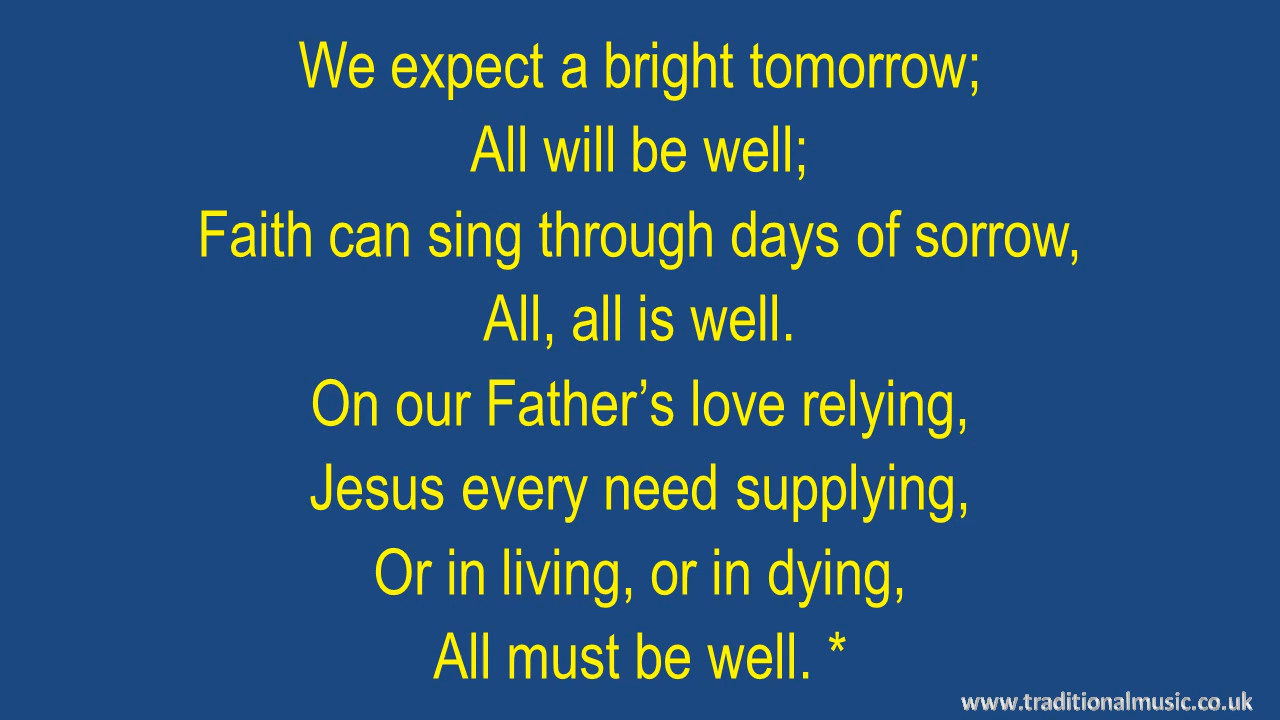 We expect a bright tomorrow;
All will be well;
Faith can sing through days of sorrow,
All, all is well.
On our Father’s love relying,
Jesus every need supplying,
Or in living, or in dying,
All must be well. *
www.traditionalmusic.co.uk